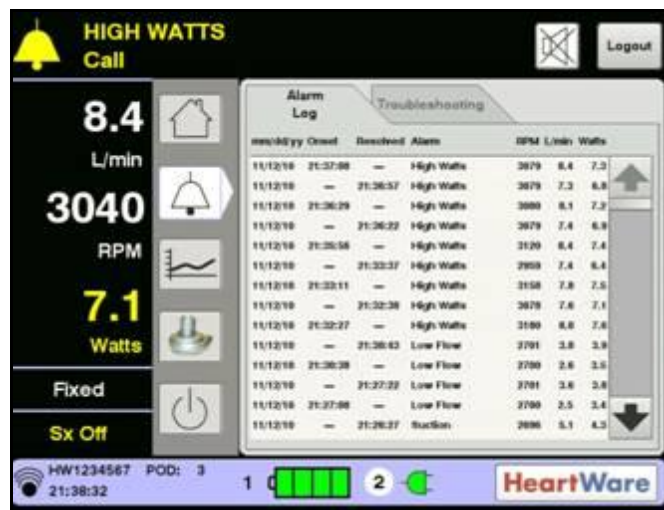 HIGH WATTS
Call
Logout
8.4
L/min
3040
RPM
7.1
Watts
Fixed
Sx Off
Alarm
Log
Troubleshooting
mm/dd/yy Onset Resolved Alarm RPM L/min Watts
11/12/10 21:37:08 — High Watts 3079 8.4 7.3
11/12/10 — 21:36:57 High Watts 3079 7.3 6.8
11/12/10 21:36:29 — High Watts 3080 8.1 7.2
11/12/10 — 21:36:22 High Watts 3079 7.4 6.9
11/12/10 21:35:56 — High Watts 3120 8.4 7.4
11/12/10 — 21:33:37 High Watts 2959 7.4 6.4
11/12/10 21:33:11 — High Watts 3158 7.8 7.5
11/12/10 — 21:32:38 High Watts 3078 7.6 7.1
11/12/10 21:32:27 — High Watts 3180 8.8 7.6
11/12/10 — 21:30:43 Low Flow 2701 3.8 3.9
11/12/10 21:30:38 — Low Flow 2700 2.6 3.5
11/12/10 — 21:27:22 Low Flow 2701 3.6 3.8
11/12/10 21:27:08 — Low Flow 2700 2.5 3.4
11/12/10 — 21:26:27 Suction 2696 5.1 4.3
HW1234567 POD: 3
21:38:32
1
2
HeartWare